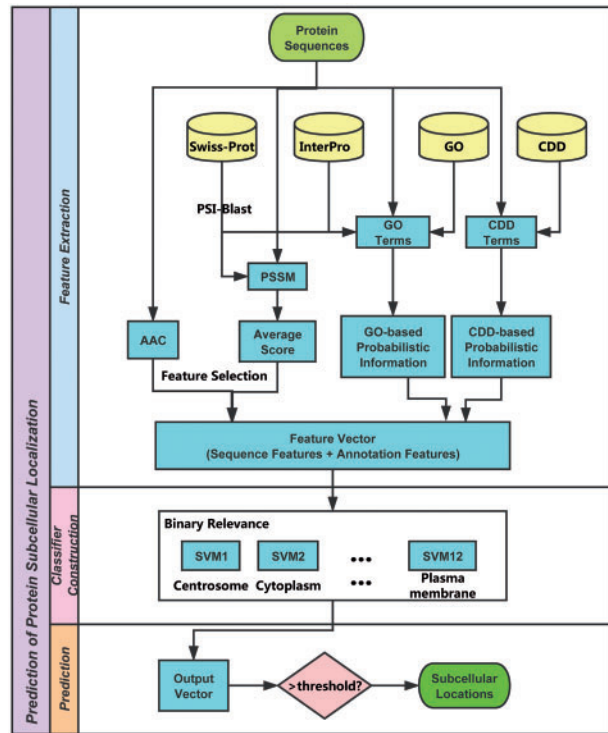 Prediction of Protein Subcellular Localization
Feature Extraction
Protein
Sequences
Swiss-Prot
InterPro
GO
CDD
PSI-Blast
GO
Terms
CDD
Terms
PSSM
AAC
Average
Score
GO-based
Probabilistic
Information
CDD-based
Probabilistic
Information
Feature Selection
Feature Vector
(Sequence Features + Annotation Features)
Classifier
Construction
Binary Relevance
SVM1
SVM2
•••
SVM12
Centrosome
Cytoplasm
•••
Plasma
membrane
Prediction
Output
Vector
>threshold?
Subcellular
Locations